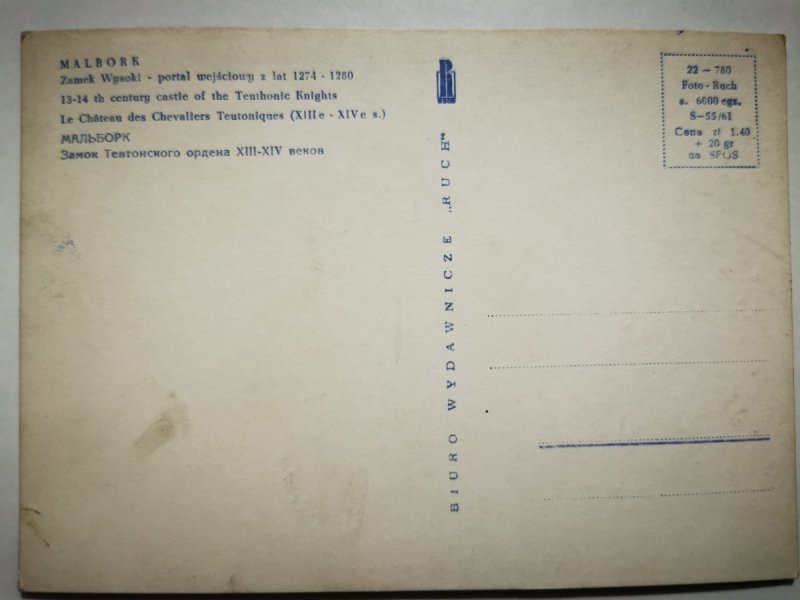 MALBORK
Zamek Wysoki - portal wejściowy z lat 1274 - 1280
13-14 th century castle of the Teuthonic Knights
Le Château des Chevaliers Teutoniques (XIIIe - XIVe s.)
МАЛЬБОРК
Замок Тевтонского ордена XIII-XIV веков
BIURO WYDAWNICZE „RUCH"
22 — 780
Foto - Ruch
n. 6000 egz.
S-55/61
Cena zł 1.40
+ 20 gr
na SFOS